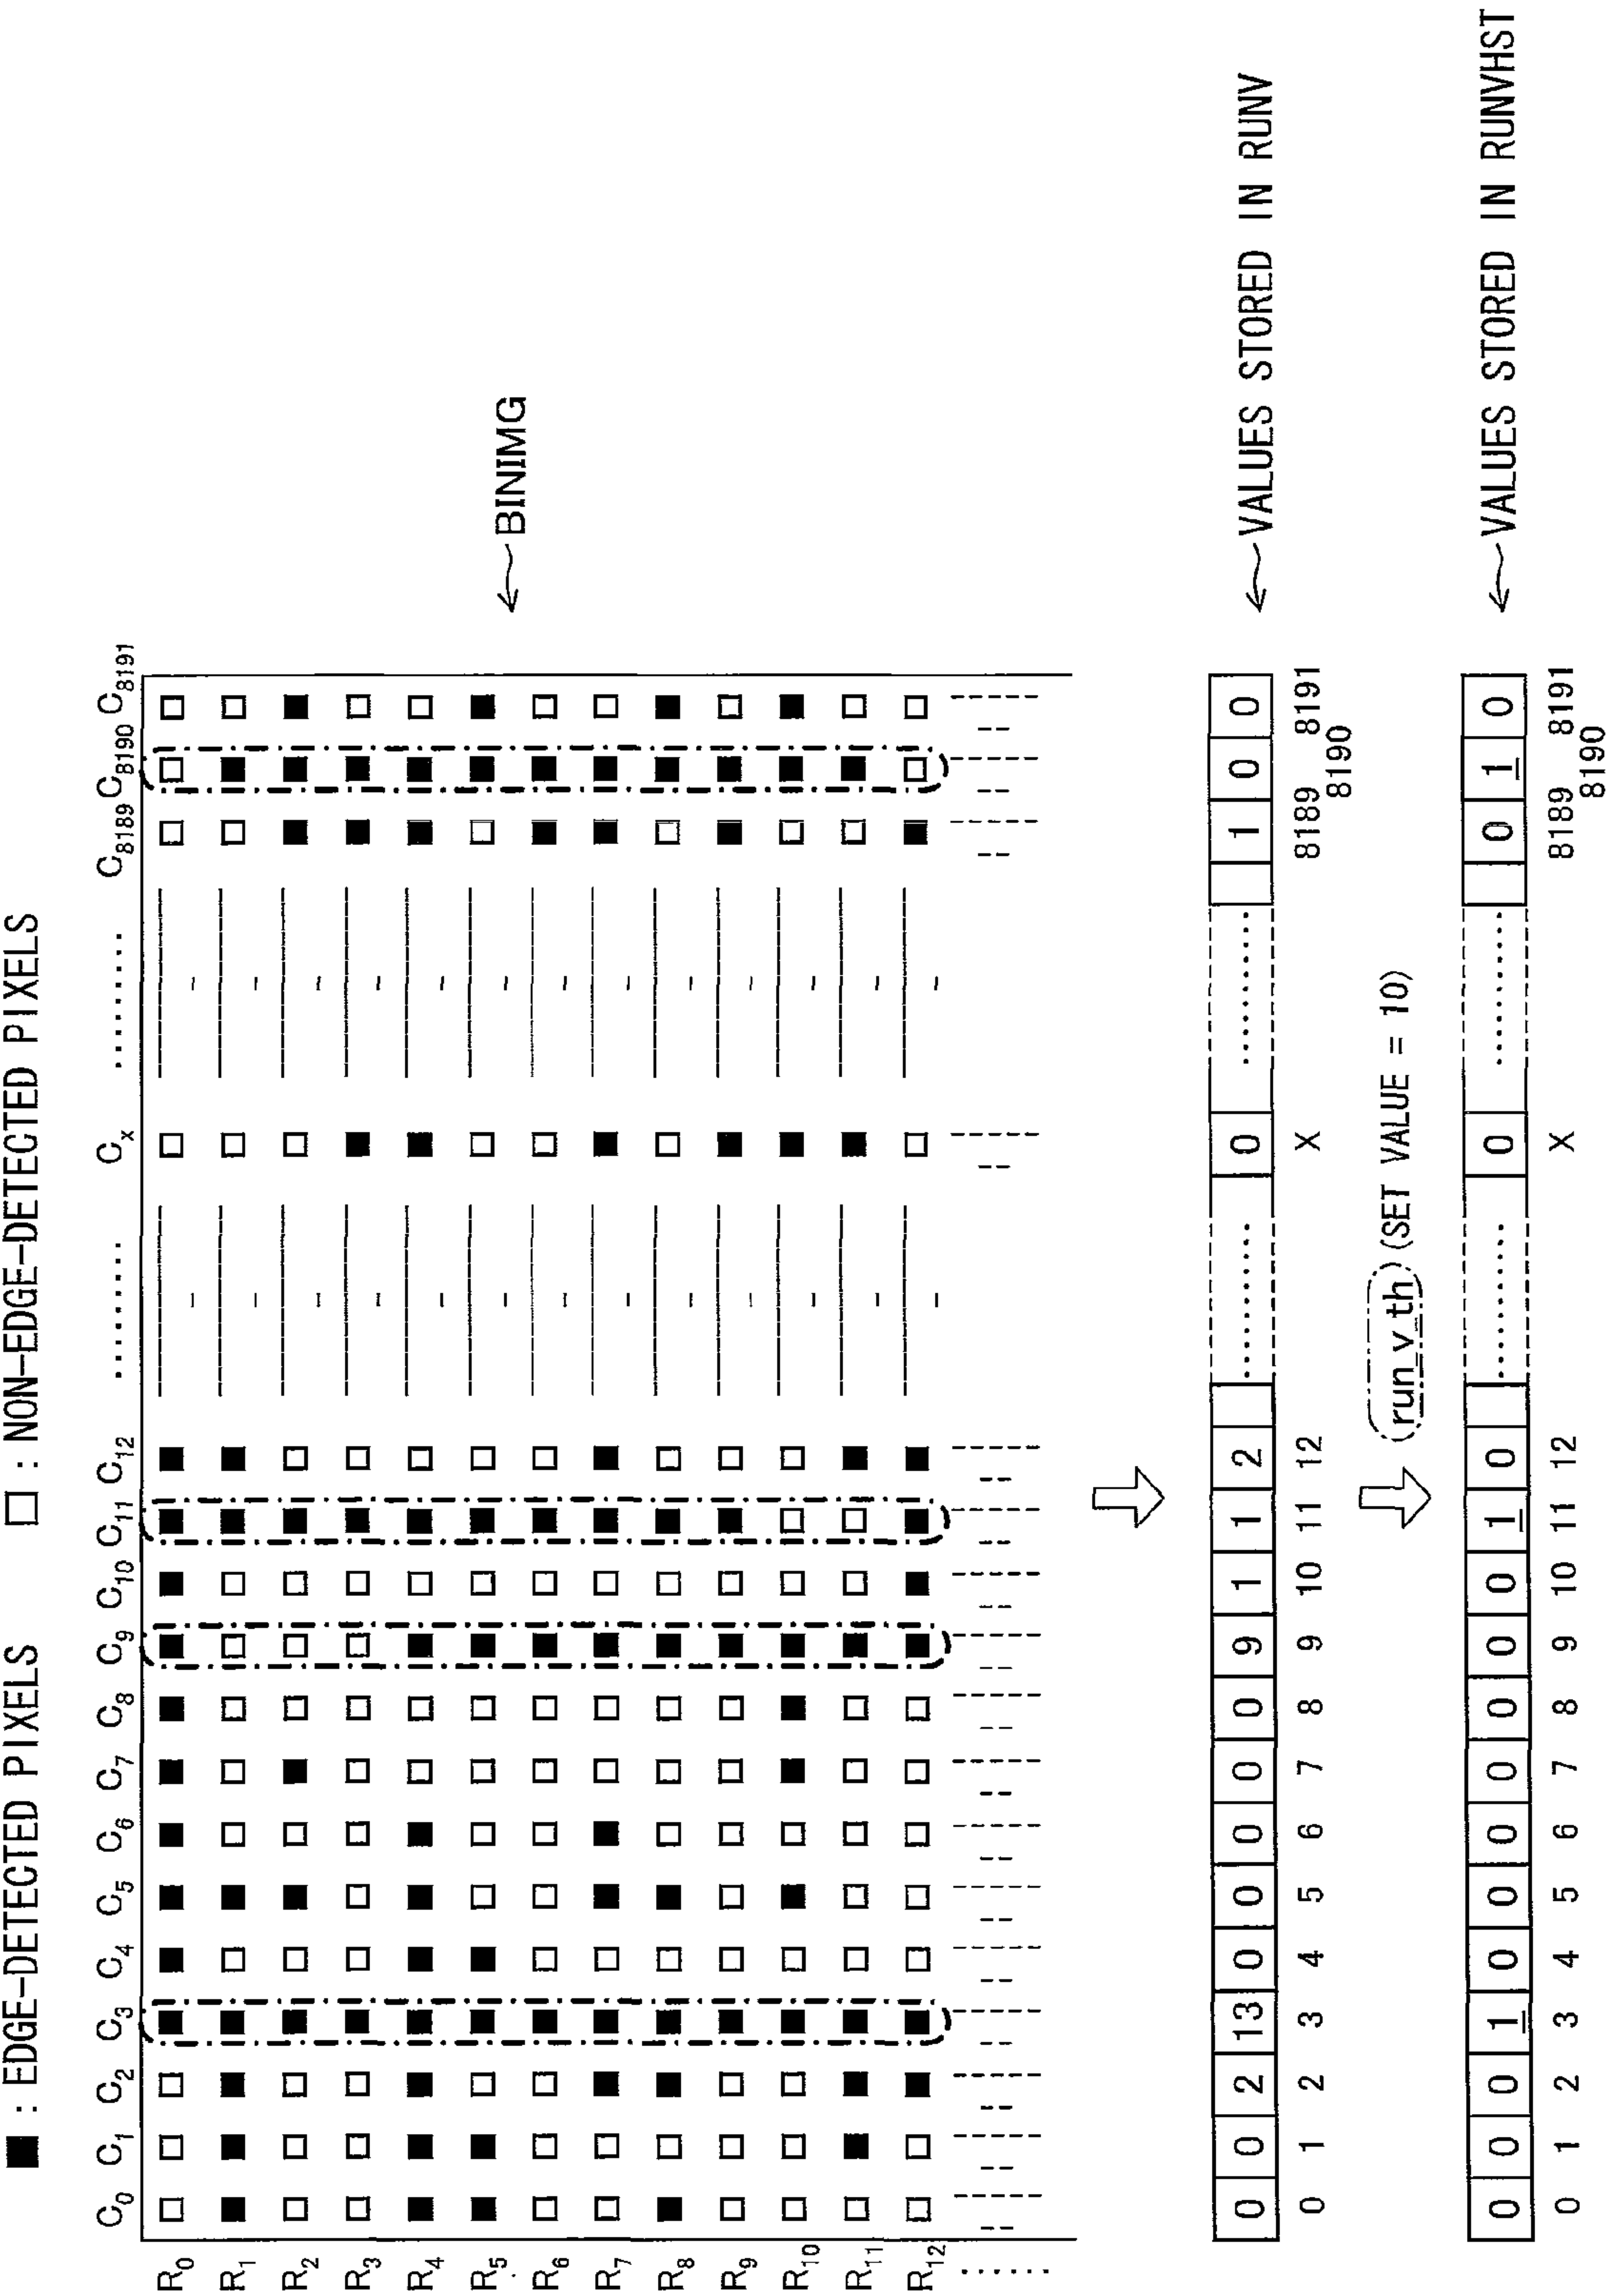 ■ : EDGE-DETECTED PIXELS □ : NON-EDGE-DETECTED PIXELS
C0 C1 C2 C3 C4 C5 C6 C7 C8 C9 C10 C11 C12 ········ Cx ········ C8189 C8190 C8191
R0
R1
R2
R3
R4
R5
R6
R7
R8
R9
R10
R11
R12
BINIMG
0 0 2 13 0 0 0 0 0 9 1 1 2 ········· 0 ········· 1 0 0
VALUES STORED IN RUNV
0 1 2 3 4 5 6 7 8 9 10 11 12 X 8189 8190 8191
run_v_th (SET VALUE = 10)
0 0 0 1 0 0 0 0 0 0 0 1 0 ········· 0 ········· 0 1 0
VALUES STORED IN RUNVHST
0 1 2 3 4 5 6 7 8 9 10 11 12 X 8189 8190 8191